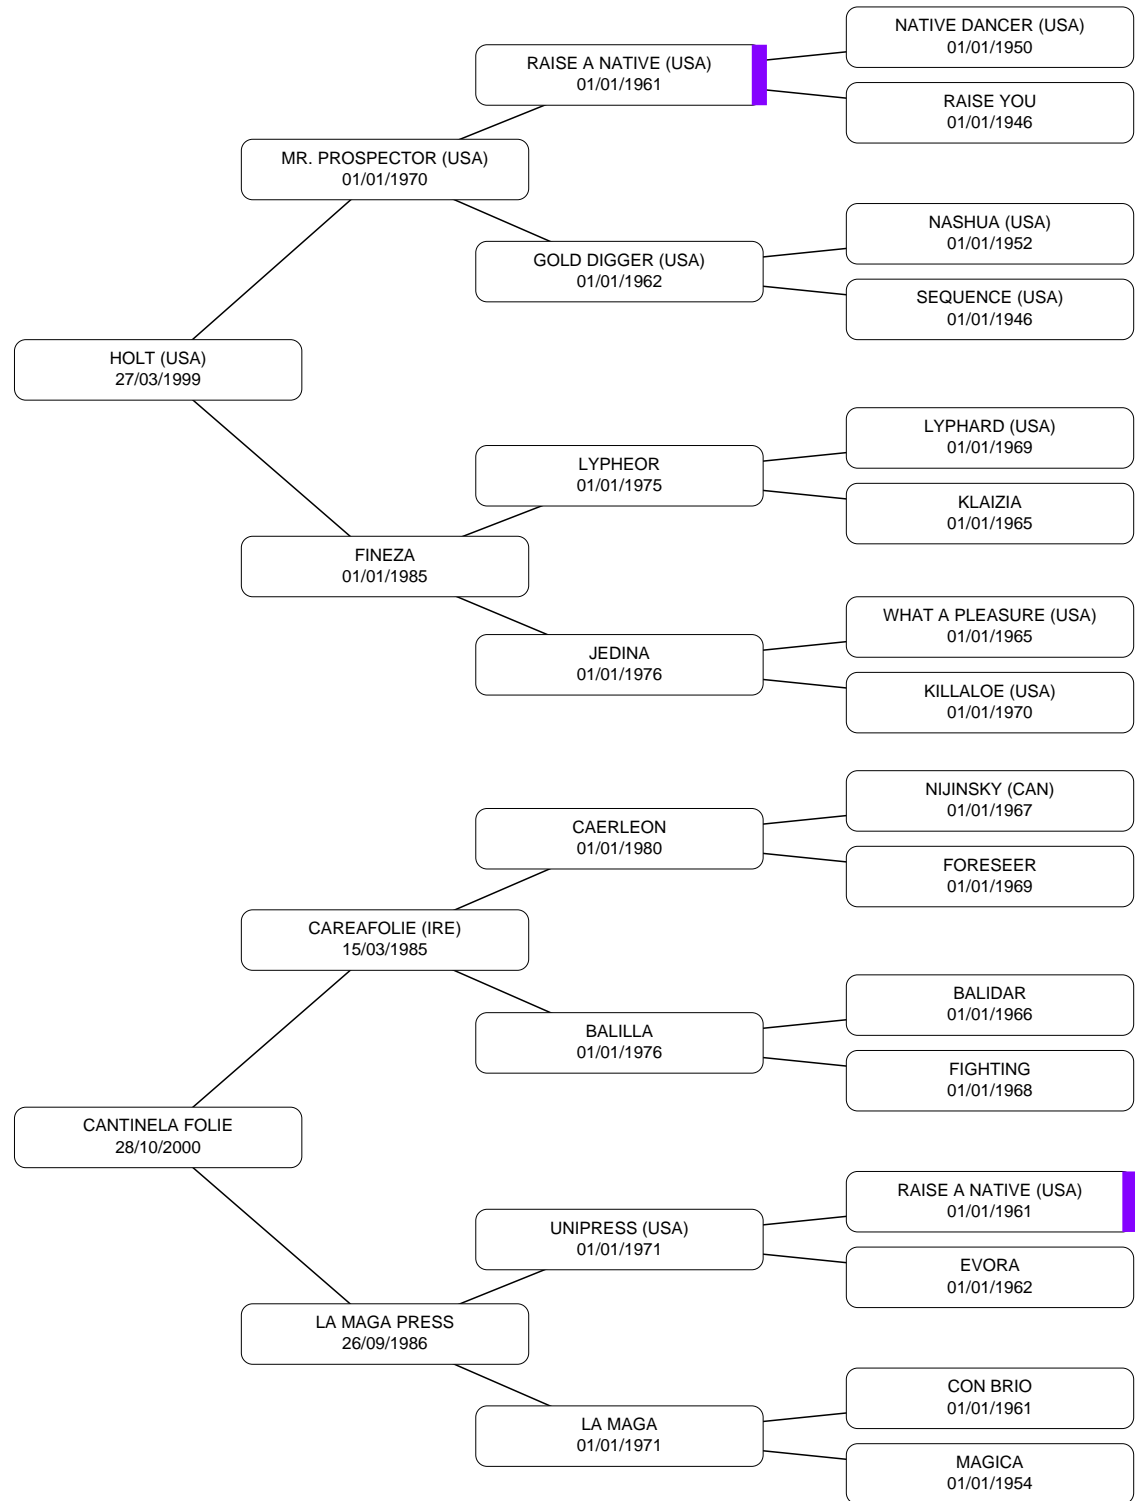 NATIVE DANCER (USA)
01/01/1950
RAISE A NATIVE (USA)
01/01/1961
RAISE YOU
01/01/1946
MR. PROSPECTOR (USA)
01/01/1970
NASHUA (USA)
01/01/1952
GOLD DIGGER (USA)
01/01/1962
SEQUENCE (USA)
01/01/1946
HOLT (USA)
27/03/1999
LYPHARD (USA)
01/01/1969
LYPHEOR
01/01/1975
KLAIZIA
01/01/1965
FINEZA
01/01/1985
WHAT A PLEASURE (USA)
01/01/1965
JEDINA
01/01/1976
KILLALOE (USA)
01/01/1970
NIJINSKY (CAN)
01/01/1967
CAERLEON
01/01/1980
FORESEER
01/01/1969
CAREAFOLIE (IRE)
15/03/1985
BALIDAR
01/01/1966
BALILLA
01/01/1976
FIGHTING
01/01/1968
CANTINELA FOLIE
28/10/2000
RAISE A NATIVE (USA)
01/01/1961
UNIPRESS (USA)
01/01/1971
EVORA
01/01/1962
LA MAGA PRESS
26/09/1986
CON BRIO
01/01/1961
LA MAGA
01/01/1971
MAGICA
01/01/1954